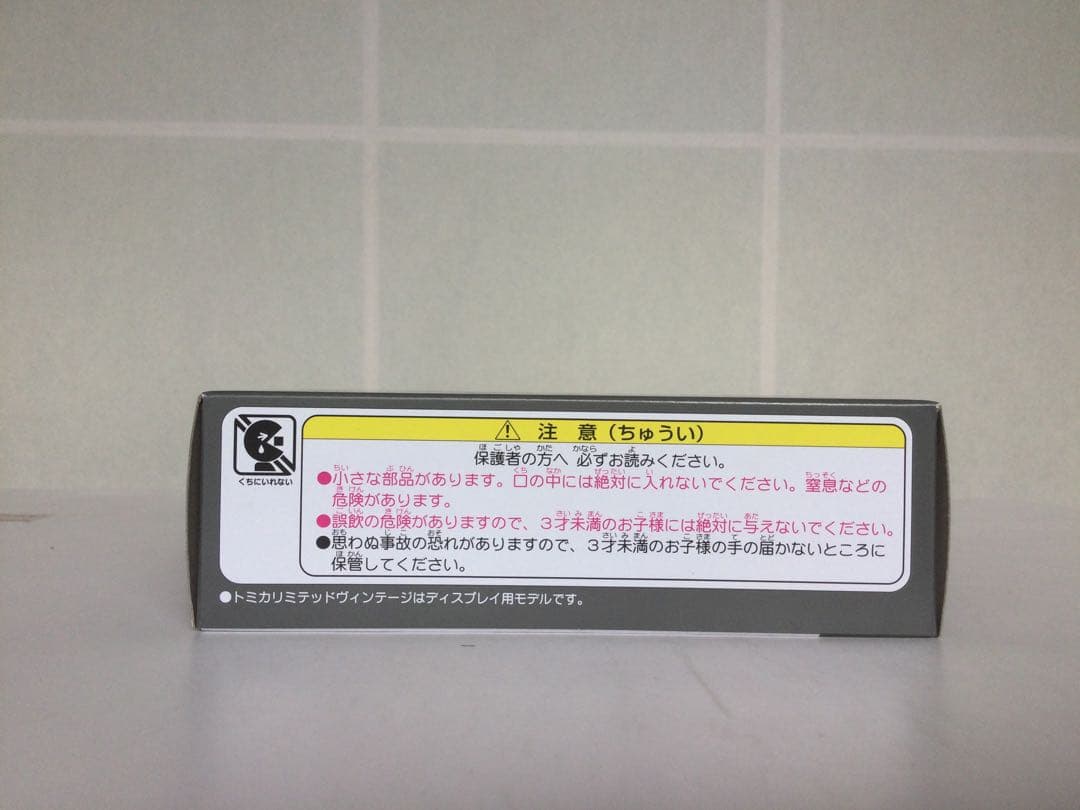 くちにいれない
注 意（ちゅうい）
保護者の方へ 必ずお読みください。
●小さな部品があります。口の中には絶対に入れないでください。窒息などの
危険があります。
●誤飲の危険がありますので、3才未満のお子様には絶対に与えないでください。
●思わぬ事故の恐れがありますので、3才未満のお子様の手の届かないところに
保管してください。
●トミカリミテッドヴィンテージはディスプレイ用モデルです。